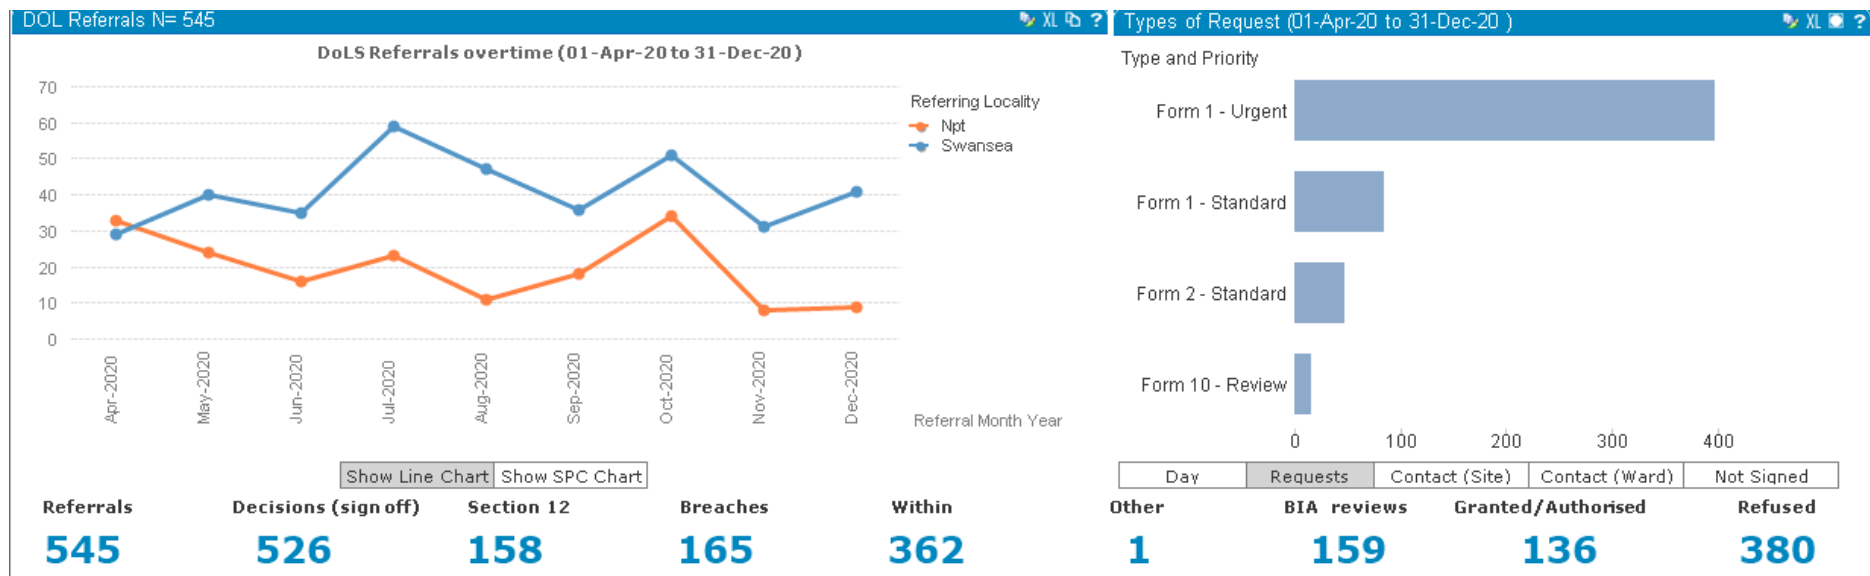 DOL Referrals N= 545
XL ?
DoLS Referrals overtime (01-Apr-20 to 31-Dec-20 )
70
60
50
40
30
20
10
0
Referring Locality
Npt
Swansea
Apr-2020
May-2020
Jun-2020
Jul-2020
Aug-2020
Sep-2020
Oct-2020
Nov-2020
Dec-2020
Referral Month Year
Show Line Chart
Show SPC Chart
Types of Request (01-Apr-20 to 31-Dec-20 )
XL ?
Type and Priority
Form 1 - Urgent
Form 1 - Standard
Form 2 - Standard
Form 10 - Review
0 100 200 300 400
Day Requests Contact (Site) Contact (Ward) Not Signed
Referrals Decisions (sign off) Section 12 Breaches Within Other BIA reviews Granted/Authorised Refused
545 526 158 165 362 1 159 136 380